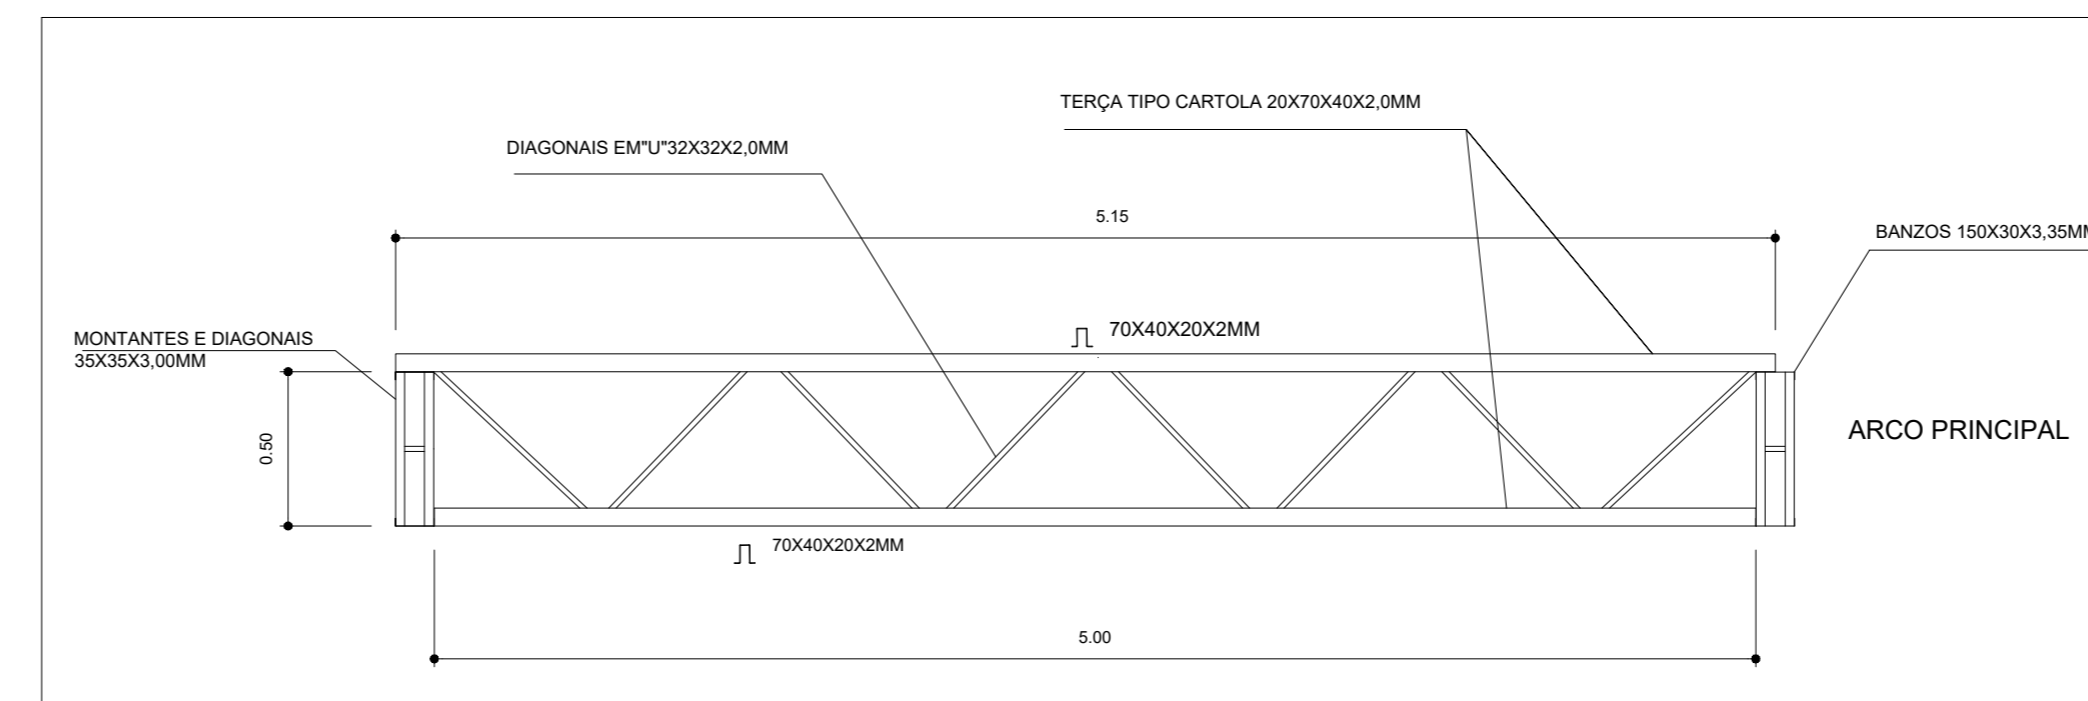 TERÇA TIPO CARTOLA 20X70X40X2,0MM
DIAGONAIS EM"U"32X32X2,0MM
5.15
BANZOS 150X30X3,35MM
70X40X20X2MM
MONTANTES E DIAGONAIS
35X35X3,00MM
0.50
ARCO PRINCIPAL
70X40X20X2MM
5.00